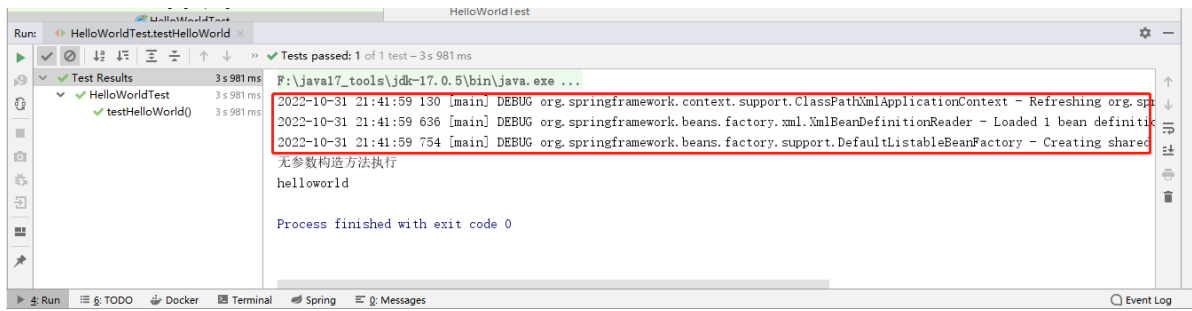 HelloWorldTest
HelloWorldTest
Run: HelloWorldTest.testHelloWorld
Tests passed: 1 of 1 test – 3 s 981 ms
Test Results 3 s 981 ms
HelloWorldTest 3 s 981 ms
testHelloWorld() 3 s 981 ms
F:\java17_tools\jdk-17.0.5\bin\java.exe ...
2022-10-31 21:41:59 130 [main] DEBUG org.springframework.context.support.ClassPathXmlApplicationContext - Refreshing org.spr
2022-10-31 21:41:59 636 [main] DEBUG org.springframework.beans.factory.xml.XmlBeanDefinitionReader - Loaded 1 bean definitio
2022-10-31 21:41:59 754 [main] DEBUG org.springframework.beans.factory.support.DefaultListableBeanFactory - Creating shared
无参数构造方法执行
helloworld
Process finished with exit code 0
4: Run 6: TODO Docker Terminal Spring 0: Messages Event Log